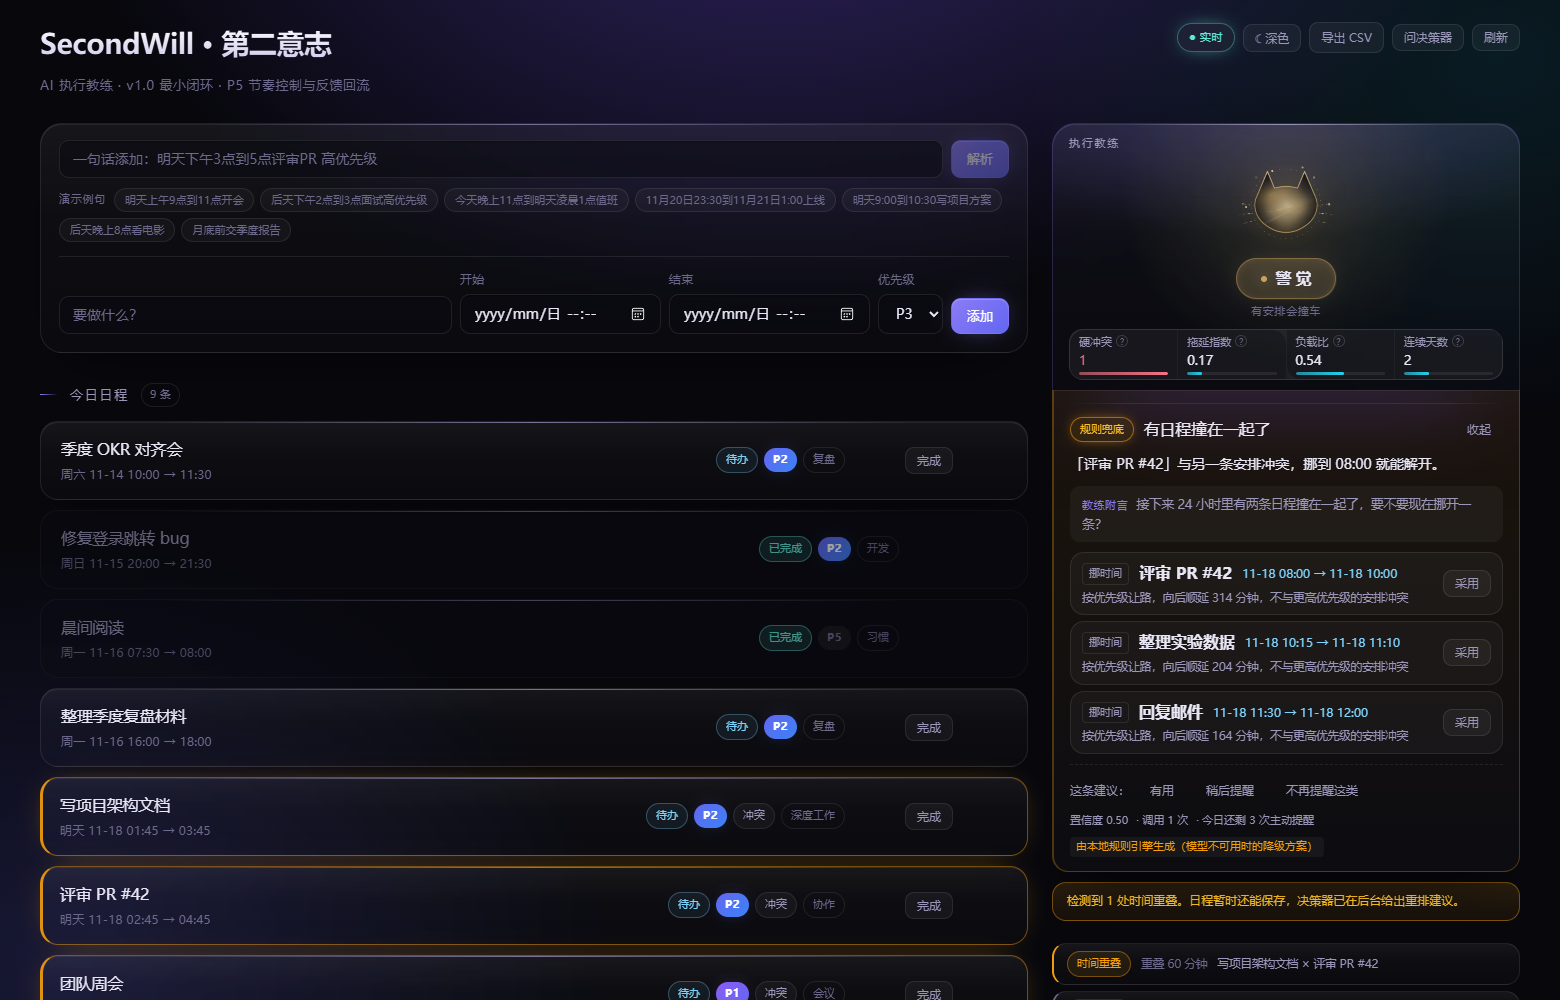 SecondWill · 第二意志
AI 执行教练 · v1.0 最小闭环 · P5 节奏控制与反馈回流
实时
深色
导出 CSV
问决策器
刷新
一句话添加：明天下午3点到5点评审PR 高优先级
解析
演示例句
明天上午9点到11点开会
后天下午2点到3点面试高优先级
今天晚上11点到明天凌晨1点值班
11月20日23:30到11月21日1:00上线
明天9:00到10:30写项目方案
后天晚上8点看电影
月底前交季度报告
要做什么?
开始
yyyy/mm/日 --:--
结束
yyyy/mm/日 --:--
优先级
P3
添加
今日日程
9 条
季度 OKR 对齐会
周六 11-14 10:00 → 11:30
待办
P2
复盘
完成
修复登录跳转 bug
周日 11-15 20:00 → 21:30
已完成
P2
开发
晨间阅读
周一 11-16 07:30 → 08:00
已完成
P5
习惯
整理季度复盘材料
周一 11-16 16:00 → 18:00
待办
P2
复盘
完成
写项目架构文档
明天 11-18 01:45 → 03:45
待办
P2
冲突
深度工作
完成
评审 PR #42
明天 11-18 02:45 → 04:45
待办
P2
冲突
协作
完成
团队周会
待办
P1
冲突
会议
完成
执行教练
警觉
有安排会撞车
硬冲突 ?
1
拖延指数 ?
0.17
负载比 ?
0.54
连续天数 ?
2
规则兜底
有日程撞在一起了
收起
「评审 PR #42」与另一条安排冲突，挪到 08:00 就能解开。
教练附言 接下来 24 小时里有两条日程撞在一起了，要不要现在挪开一
条?
挪时间
评审 PR #42
11-18 08:00 → 11-18 10:00
按优先级让路，向后顺延 314 分钟，不与更高优先级的安排冲突
采用
挪时间
整理实验数据
11-18 10:15 → 11-18 11:10
按优先级让路，向后顺延 204 分钟，不与更高优先级的安排冲突
采用
挪时间
回复邮件
11-18 11:30 → 11-18 12:00
按优先级让路，向后顺延 164 分钟，不与更高优先级的安排冲突
采用
这条建议：
有用
稍后提醒
不再提醒这类
置信度 0.50 · 调用 1 次 · 今日还剩 3 次主动提醒
由本地规则引擎生成（模型不可用时的降级方案）
检测到 1 处时间重叠。日程暂时还能保存，决策器已在后台给出重排建议。
时间重叠
重叠 60 分钟
写项目架构文档 × 评审 PR #42